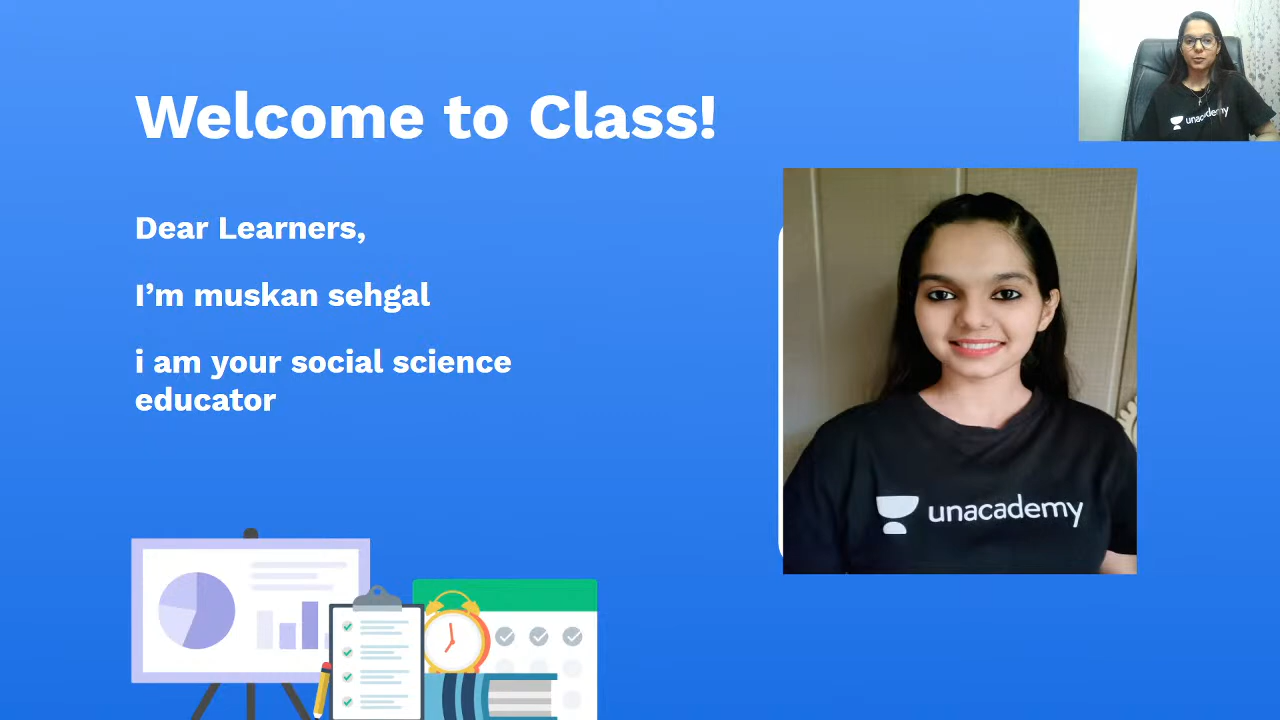 Welcome to Class!
Dear Learners,
I’m muskan sehgal
i am your social science
educator
unacademy
unacademy